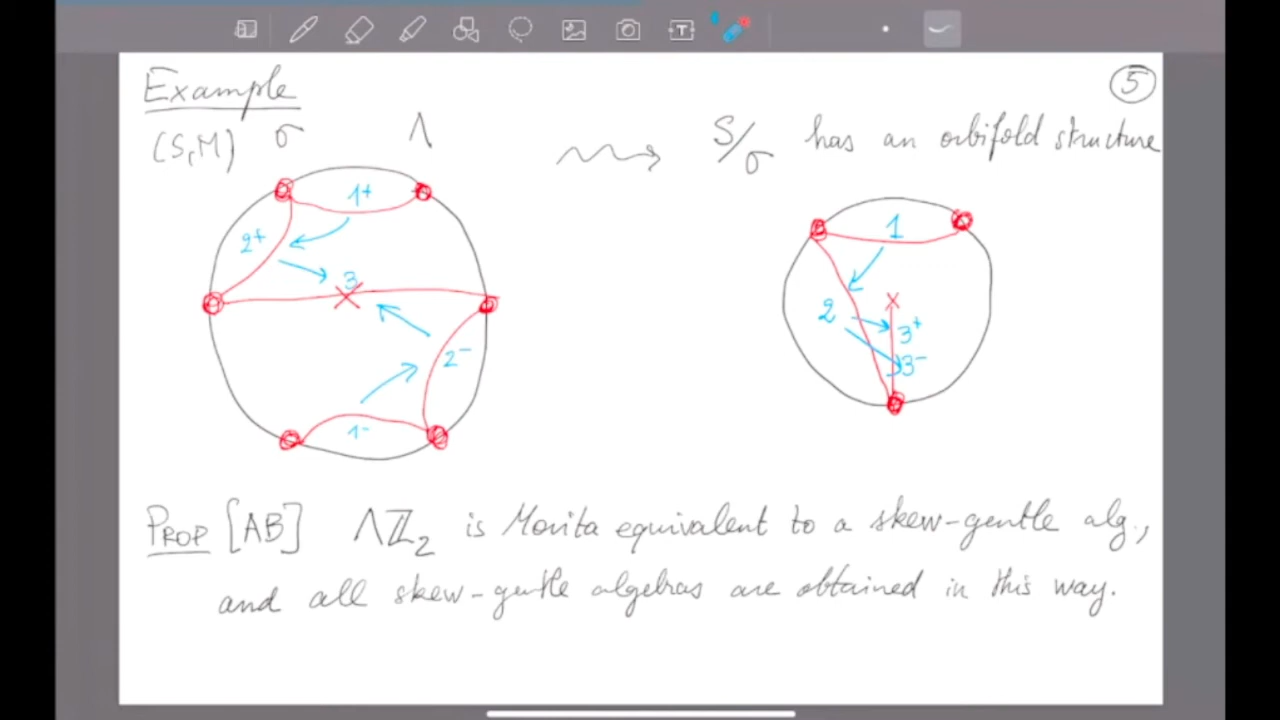 Example
⑤
(S,M) σ Λ ⇝ S/σ has an orbifold structure
1⁺
2⁺
3
2⁻
1⁻
1
2
3⁺
3⁻
PROP [AB] Λℤ₂ is Morita equivalent to a skew-gentle alg.,
and all skew-gentle algebras are obtained in this way.